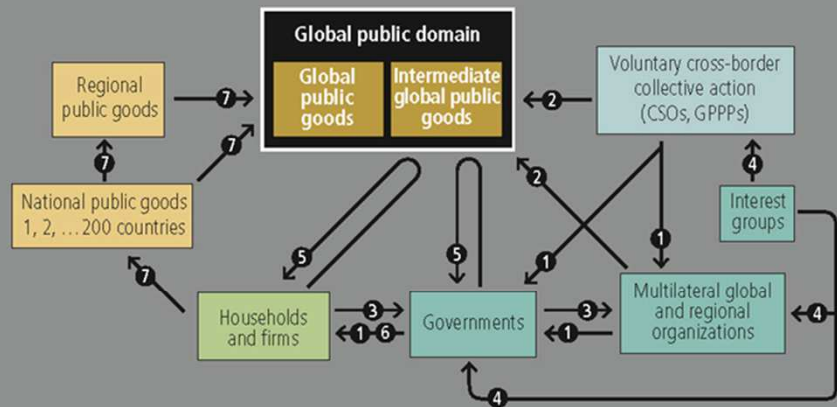 Global public domain
Global
public
goods
Intermediate
global public
goods
Regional
public goods
Voluntary cross-border
collective action
(CSOs, GPPPs)
7
2
7
7
2
4
National public goods
1, 2, ...200 countries
Interest
groups
5
5
1
1
7
Households
and firms
3
1 6
Governments
3
1
Multilateral global
and regional
organizations
4
4